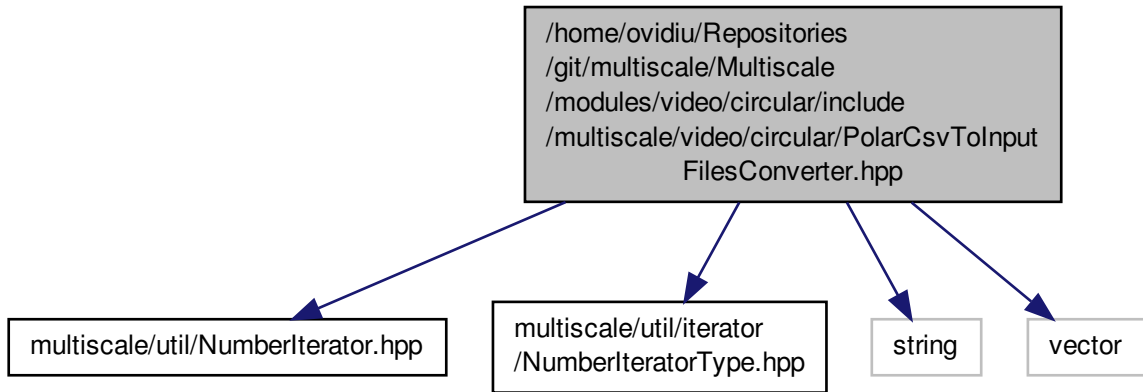 /home/ovidiu/Repositories
/git/multiscale/Multiscale
/modules/video/circular/include
/multiscale/video/circular/PolarCsvToInput
FilesConverter.hpp
multiscale/util/NumberIterator.hpp
multiscale/util/iterator
/NumberIteratorType.hpp
string
vector